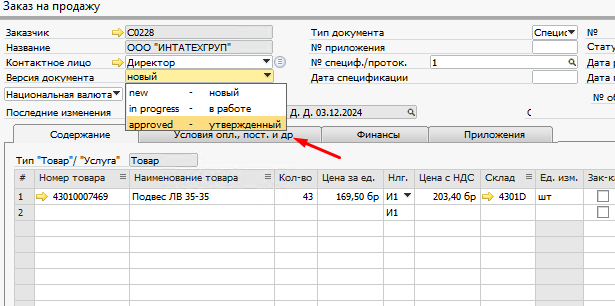 Заказ на продажу
Заказчик C0228 Тип документа Специс №
Название ООО "ИНТАТЕХГРУП" № приложения Стату
Контактное лицо Директор № специф./проток. 1 Дата р
Версия документа новый Дата спецификации Дата
new - новый
Национальная валюта in progress - в работе № об
Последние изменения approved - утвержденный Д. Д. 03.12.2024 С
Содержание Условия опл., пост. и др Финансы Приложения
Тип "Товар"/ "Услуга" Товар
# Номер товара Наименование товара Кол-во Цена за ед. Нлг. Цена с НДС Склад Ед. изм. Зак-к
1 43010007469 Подвес ЛВ 35-35 43 169,50 бр И1 203,40 бр 4301D шт
2 И1